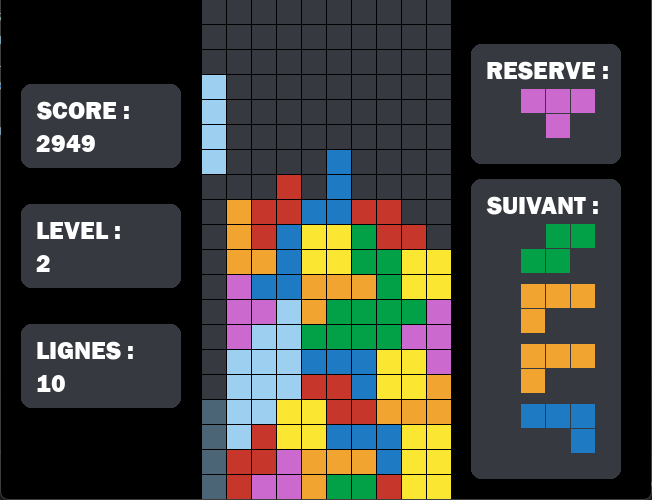 SCORE :
2949
LEVEL :
2
LIGNES :
10
RESERVE :
SUIVANT :